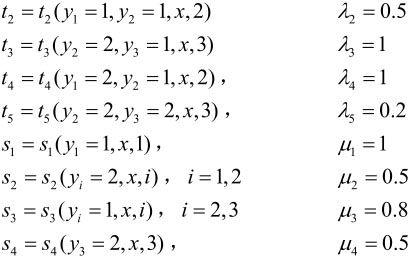 t₂ = t₂(y₁ = 1, y₂ = 1, x, 2) λ₂ = 0.5
t₃ = t₃(y₂ = 2, y₃ = 1, x, 3) λ₃ = 1
t₄ = t₄(y₁ = 2, y₂ = 1, x, 2)， λ₄ = 1
t₅ = t₅(y₂ = 2, y₃ = 2, x, 3)， λ₅ = 0.2
s₁ = s₁(y₁ = 1, x, 1)， μ₁ = 1
s₂ = s₂(yᵢ = 2, x, i)， i = 1, 2 μ₂ = 0.5
s₃ = s₃(yᵢ = 1, x, i)， i = 2, 3 μ₃ = 0.8
s₄ = s₄(y₃ = 2, x, 3)， μ₄ = 0.5